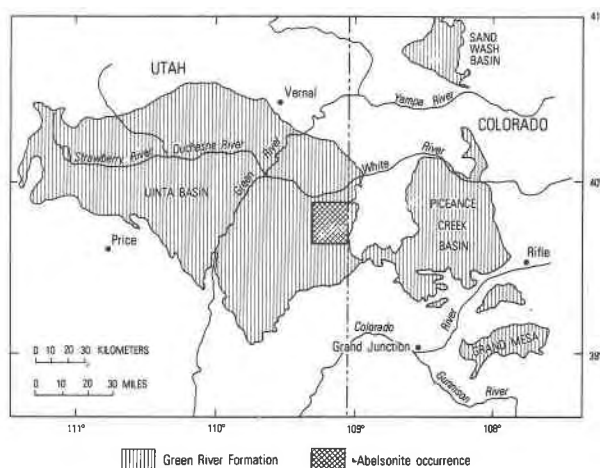 41
SAND
WASH
BASIN
UTAH
Vernal
Yampa River
COLORADO
Strawberry River
Duchesne River
Green River
White River
40°
40
UINTA BASIN
PICEANCE
CREEK
BASIN
Price
Rifle
River
Colorado
Grand Junction
GRAND MESA
39°
Gunnison River
0 10 20 30 KILOMETERS
0 10 20 30 MILES
111°
110°
109°
108°
Green River Formation
Abelsonite occurrence